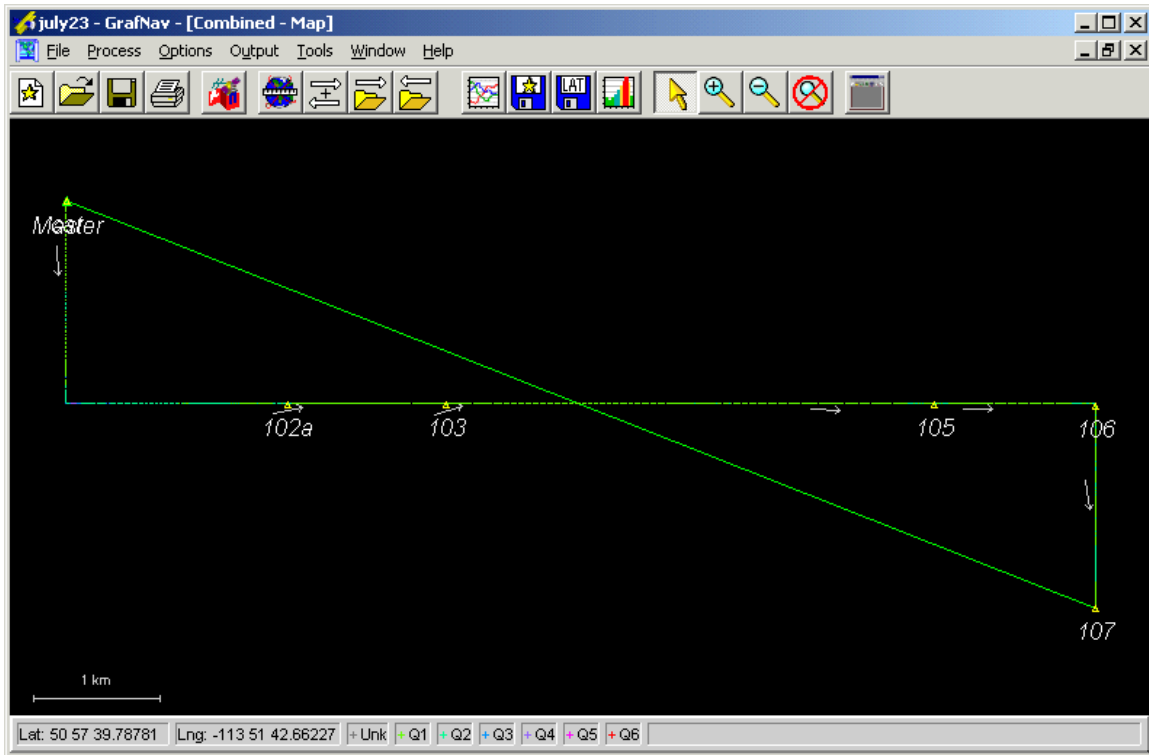 july23 - GrafNav - [Combined - Map]
File Process Options Output Tools Window Help
LAT
Master
102a
103
105
106
107
1 km
Lat: 50 57 39.78781 Lng: -113 51 42.66227 + Unk + Q1 + Q2 + Q3 + Q4 + Q5 + Q6